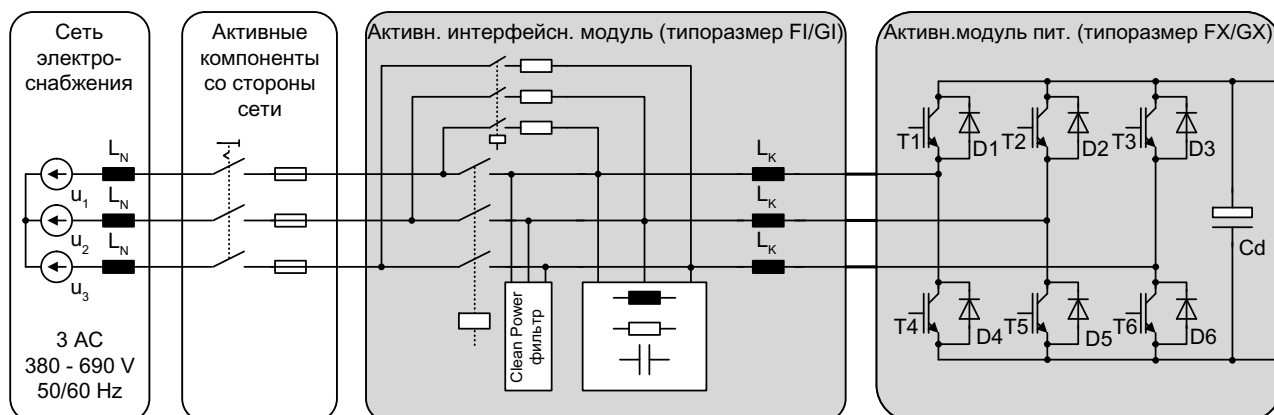 Сеть
электро-
снабжения
L_N
u_1
L_N
u_2
L_N
u_3
3 AC
380 - 690 V
50/60 Hz
Активные
компоненты
со стороны
сети
Активн. интерфейсн. модуль (типоразмер FI/GI)
L_K
L_K
L_K
Clean Power
фильтр
Активн.модуль пит. (типоразмер FX/GX)
T1
D1
T2
D2
T3
D3
Cd
T4
D4
T5
D5
T6
D6